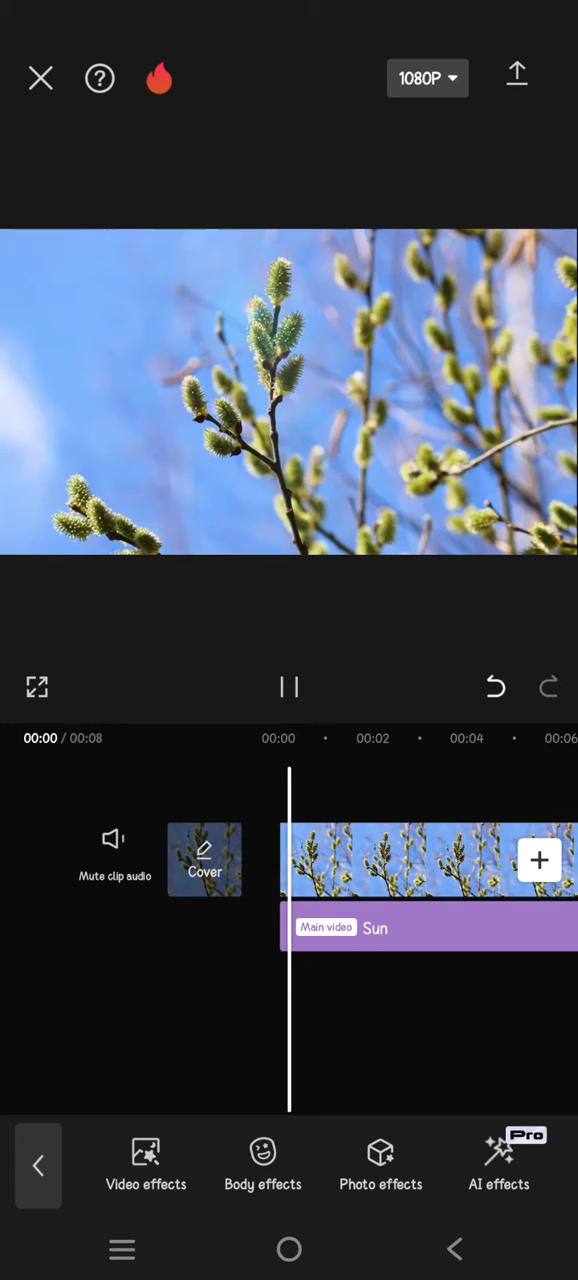 1080P
00:00 / 00:08
00:00
00:02
00:04
00:06
Mute clip audio
Cover
Main video Sun
Pro
Video effects
Body effects
Photo effects
AI effects